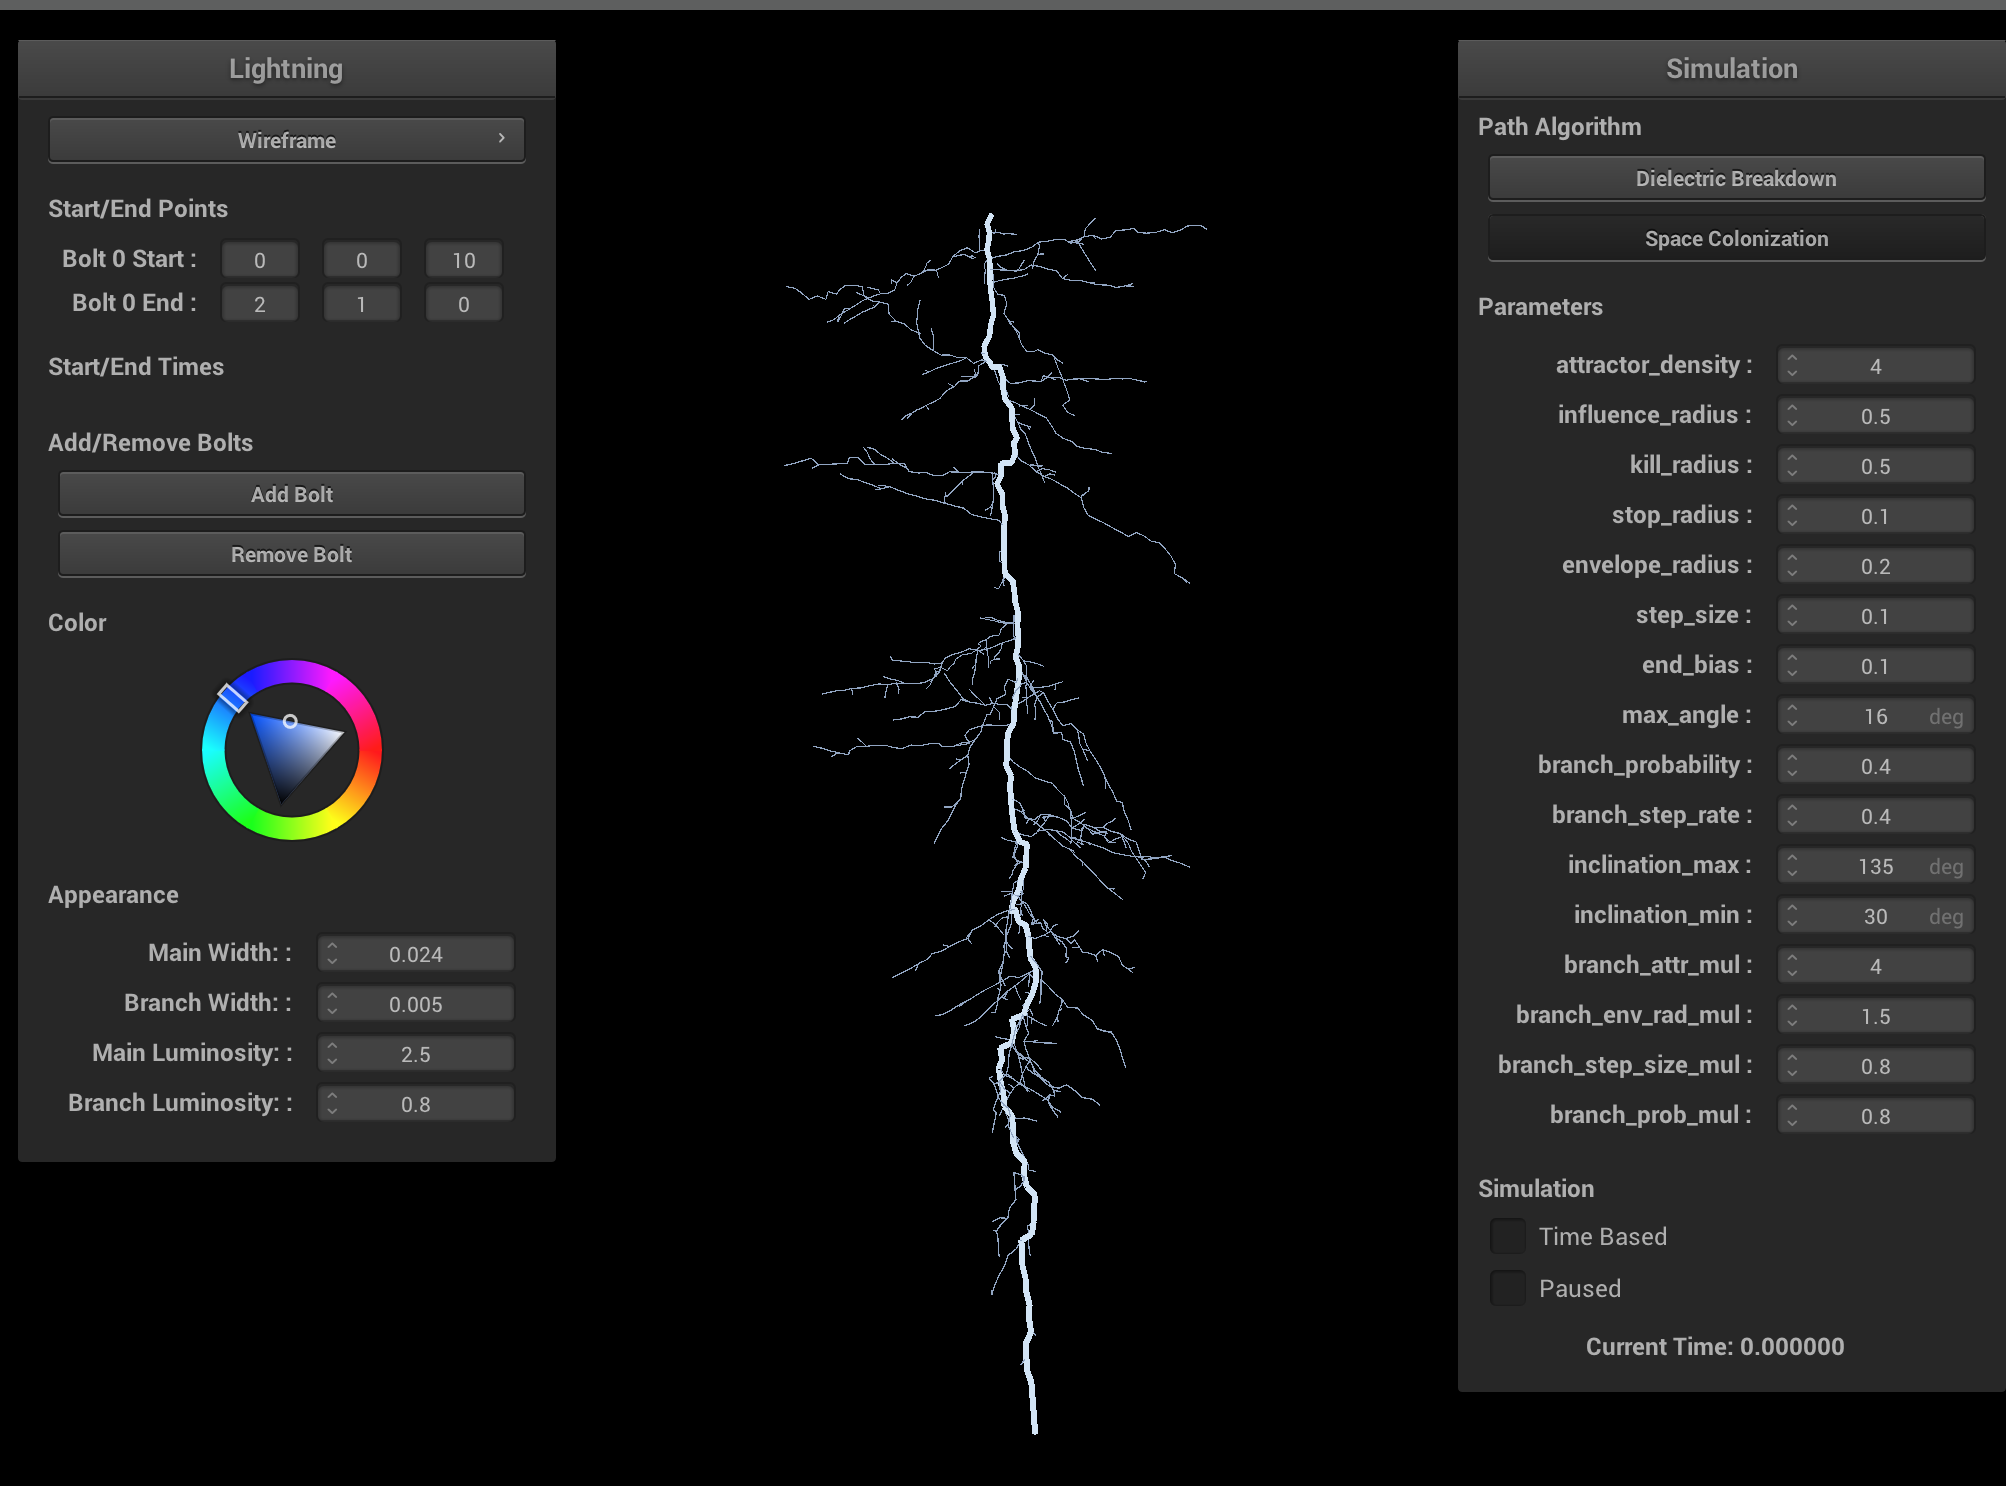 Lightning
Wireframe
Start/End Points
Bolt 0 Start : 0 0 10
Bolt 0 End : 2 1 0
Start/End Times
Add/Remove Bolts
Add Bolt
Remove Bolt
Color
Appearance
Main Width: : 0.024
Branch Width: : 0.005
Main Luminosity: : 2.5
Branch Luminosity: : 0.8
Simulation
Path Algorithm
Dielectric Breakdown
Space Colonization
Parameters
attractor_density : 4
influence_radius : 0.5
kill_radius : 0.5
stop_radius : 0.1
envelope_radius : 0.2
step_size : 0.1
end_bias : 0.1
max_angle : 16 deg
branch_probability : 0.4
branch_step_rate : 0.4
inclination_max : 135 deg
inclination_min : 30 deg
branch_attr_mul : 4
branch_env_rad_mul : 1.5
branch_step_size_mul : 0.8
branch_prob_mul : 0.8
Simulation
Time Based
Paused
Current Time: 0.000000